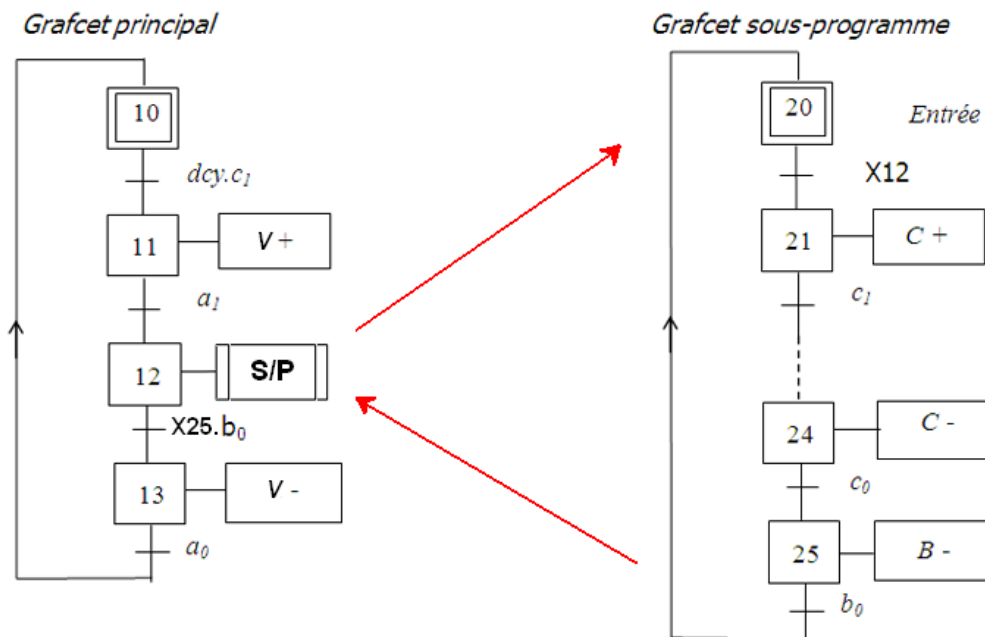 Grafcet principal
10
dcy.c₁
11
V +
a₁
12
S/P
X25.b₀
13
V -
a₀
Grafcet sous-programme
20
Entrée
X12
21
C +
c₁
24
C -
c₀
25
B -
b₀